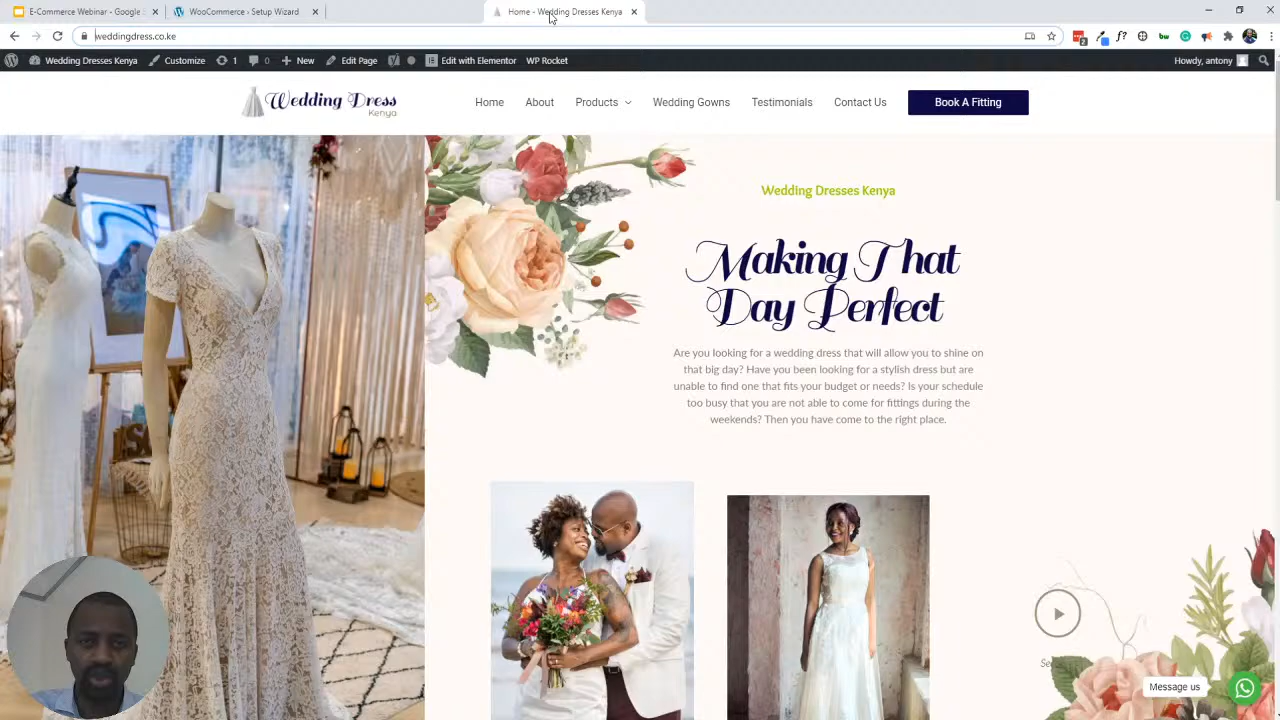 E-Commerce Webinar - Google S
WooCommerce › Setup Wizard
Home - Wedding Dresses Kenya
weddingdress.co.ke
Wedding Dresses Kenya
Customize
1
0
New
Edit Page
Edit with Elementor
WP Rocket
Howdy, antony
Wedding Dress
Kenya
Home
About
Products
Wedding Gowns
Testimonials
Contact Us
Book A Fitting
Wedding Dresses Kenya
Making That
Day Perfect
Are you looking for a wedding dress that will allow you to shine on
that big day? Have you been looking for a stylish dress but are
unable to find one that fits your budget or needs? Is your schedule
too busy that you are not able to come for fittings during the
weekends? Then you have come to the right place.
Message us